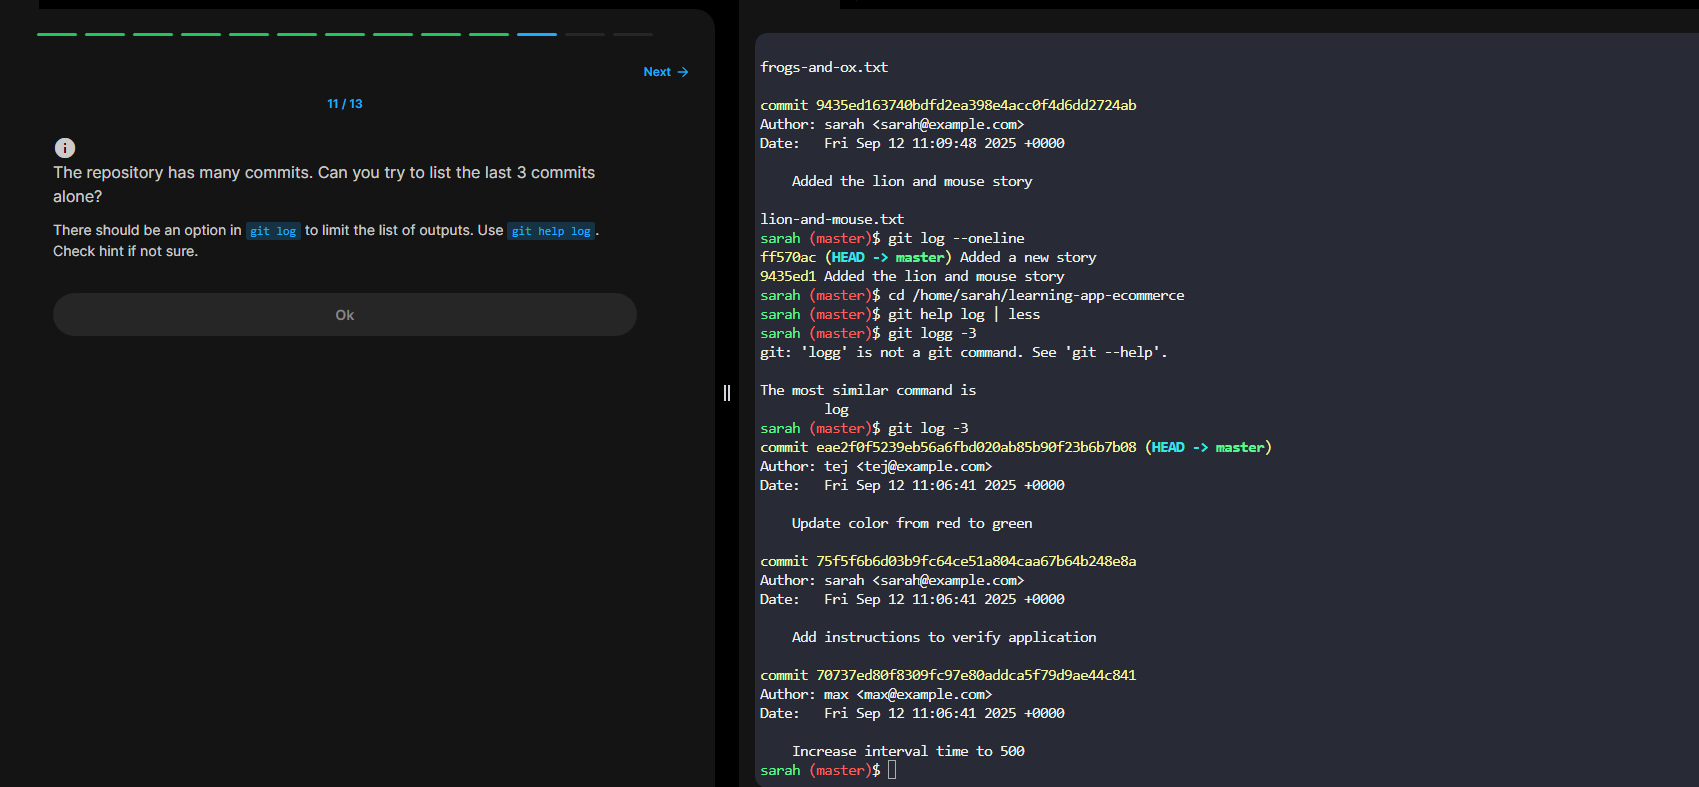 Next →
11 / 13
The repository has many commits. Can you try to list the last 3 commits
alone?
There should be an option in git log to limit the list of outputs. Use git help log.
Check hint if not sure.
Ok
frogs-and-ox.txt
commit 9435ed163740bdfd2ea398e4acc0f4d6dd2724ab
Author: sarah <sarah@example.com>
Date:   Fri Sep 12 11:09:48 2025 +0000
Added the lion and mouse story
lion-and-mouse.txt
sarah (master)$ git log --oneline
ff570ac (HEAD -> master) Added a new story
9435ed1 Added the lion and mouse story
sarah (master)$ cd /home/sarah/learning-app-ecommerce
sarah (master)$ git help log | less
sarah (master)$ git logg -3
git: 'logg' is not a git command. See 'git --help'.
The most similar command is
log
sarah (master)$ git log -3
commit eae2f0f5239eb56a6fbd020ab85b90f23b6b7b08 (HEAD -> master)
Author: tej <tej@example.com>
Date:   Fri Sep 12 11:06:41 2025 +0000
Update color from red to green
commit 75f5f6b6d03b9fc64ce51a804caa67b64b248e8a
Author: sarah <sarah@example.com>
Date:   Fri Sep 12 11:06:41 2025 +0000
Add instructions to verify application
commit 70737ed80f8309fc97e80addca5f79d9ae44c841
Author: max <max@example.com>
Date:   Fri Sep 12 11:06:41 2025 +0000
Increase interval time to 500
sarah (master)$